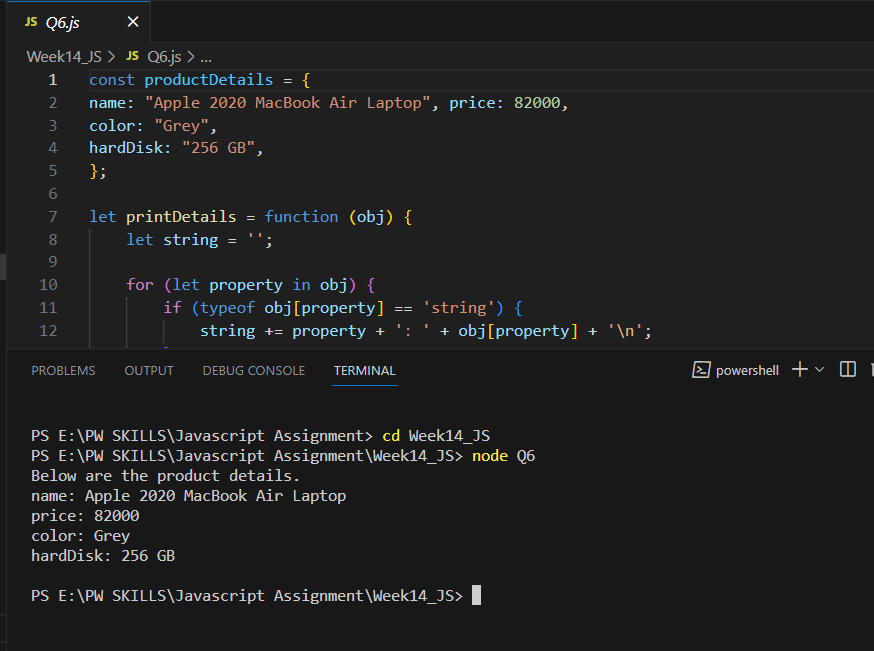 JS Q6.js ×
Week14_JS > JS Q6.js > ...
1 const productDetails = {
2 name: "Apple 2020 MacBook Air Laptop", price: 82000,
3 color: "Grey",
4 hardDisk: "256 GB",
5 };
6
7 let printDetails = function (obj) {
8 let string = '';
9
10 for (let property in obj) {
11 if (typeof obj[property] == 'string') {
12 string += property + ': ' + obj[property] + '\n';
PROBLEMS OUTPUT DEBUG CONSOLE TERMINAL powershell
PS E:\PW SKILLS\Javascript Assignment> cd Week14_JS
PS E:\PW SKILLS\Javascript Assignment\Week14_JS> node Q6
Below are the product details.
name: Apple 2020 MacBook Air Laptop
price: 82000
color: Grey
hardDisk: 256 GB
PS E:\PW SKILLS\Javascript Assignment\Week14_JS>